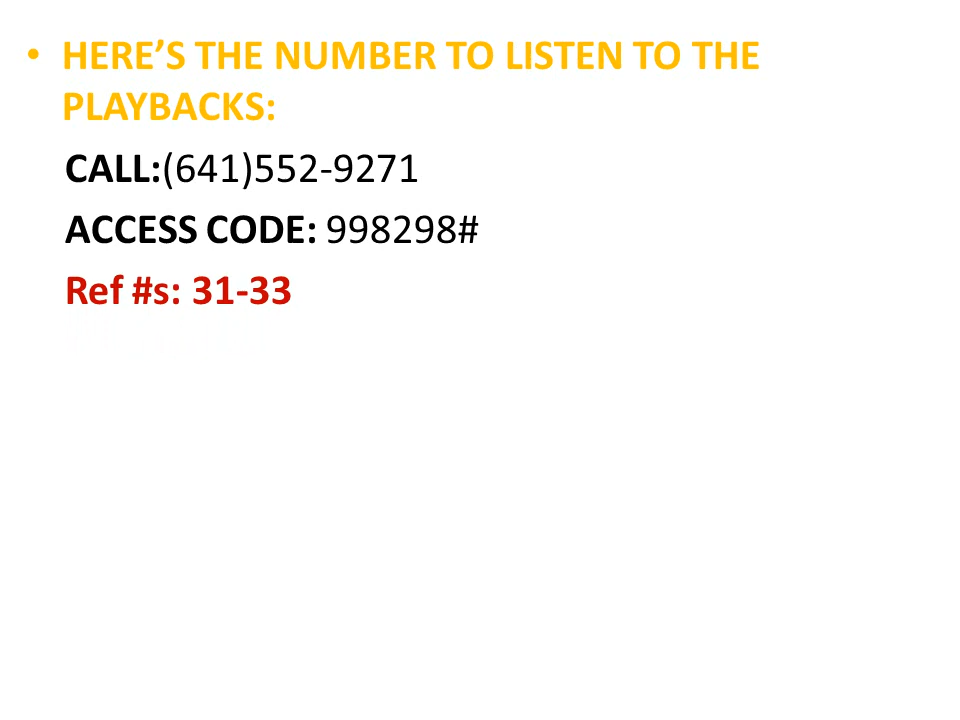 • HERE’S THE NUMBER TO LISTEN TO THE
PLAYBACKS:
CALL:(641)552-9271
ACCESS CODE: 998298#
Ref #s: 31-33